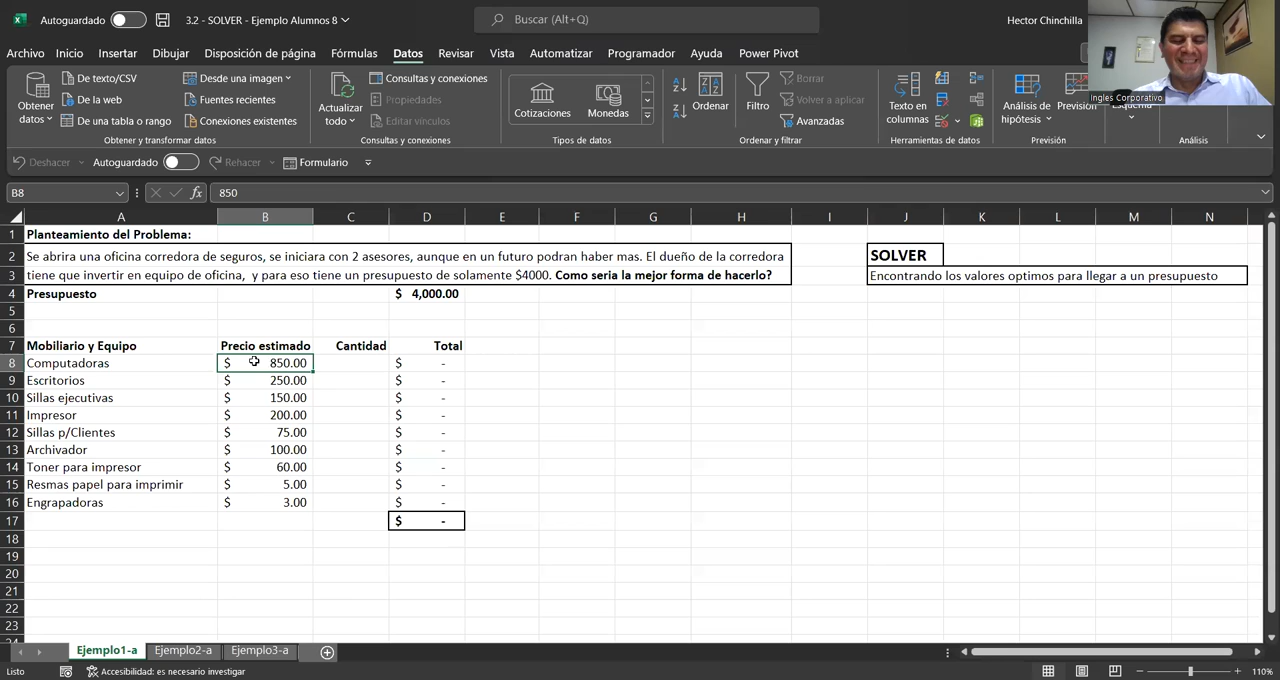 Autoguardado
3.2 - SOLVER - Ejemplo Alumnos 8
Buscar (Alt+Q)
Hector Chinchilla
Archivo Inicio Insertar Dibujar Disposición de página Fórmulas Datos Revisar Vista Automatizar Programador Ayuda Power Pivot
Obtener datos
De texto/CSV
De la web
De una tabla o rango
Desde una imagen
Fuentes recientes
Conexiones existentes
Obtener y transformar datos
Actualizar todo
Consultas y conexiones
Propiedades
Editar vínculos
Consultas y conexiones
Cotizaciones
Monedas
Tipos de datos
Ordenar
Filtro
Borrar
Volver a aplicar
Avanzadas
Ordenar y filtrar
Texto en columnas
Herramientas de datos
Análisis de hipótesis
Previsión
Previsión
Análisis
Ingles Corporativo
Deshacer Autoguardado Rehacer Formulario
B8
fx
850
A B C D E F G H I J K L M N
1 Planteamiento del Problema:
2 Se abrira una oficina corredora de seguros, se iniciara con 2 asesores, aunque en un futuro podran haber mas. El dueño de la corredora SOLVER
3 tiene que invertir en equipo de oficina, y para eso tiene un presupuesto de solamente $4000. Como seria la mejor forma de hacerlo? Encontrando los valores optimos para llegar a un presupuesto
4 Presupuesto $ 4,000.00
5
6
7 Mobiliario y Equipo Precio estimado Cantidad Total
8 Computadoras $ 850.00 $ -
9 Escritorios $ 250.00 $ -
10 Sillas ejecutivas $ 150.00 $ -
11 Impresor $ 200.00 $ -
12 Sillas p/Clientes $ 75.00 $ -
13 Archivador $ 100.00 $ -
14 Toner para impresor $ 60.00 $ -
15 Resmas papel para imprimir $ 5.00 $ -
16 Engrapadoras $ 3.00 $ -
17 $ -
18
19
20
21
22
23
Ejemplo1-a Ejemplo2-a Ejemplo3-a
Listo Accesibilidad: es necesario investigar 110%